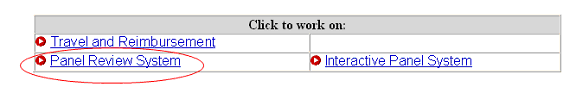 Click to work on:
Travel and Reimbursement
Panel Review System
Interactive Panel System